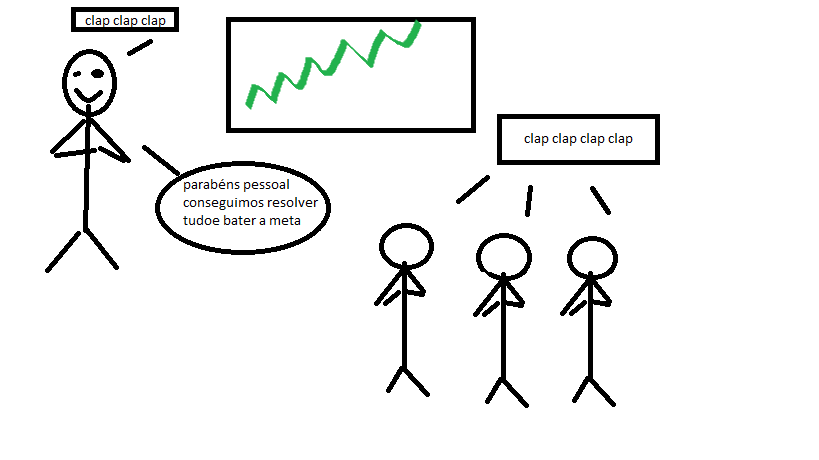 clap clap clap
clap clap clap clap
parabéns pessoal
conseguimos resolver
tudoe bater a meta